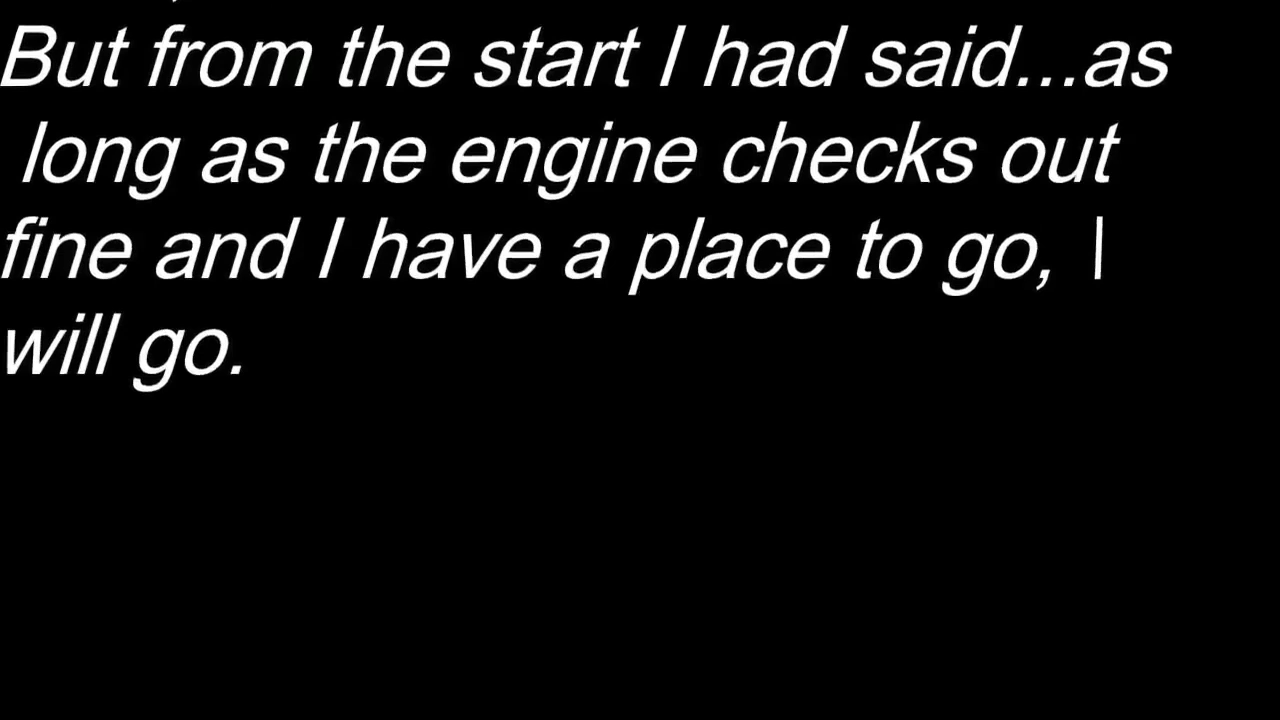 But from the start I had said...as
long as the engine checks out
fine and I have a place to go, I
will go.